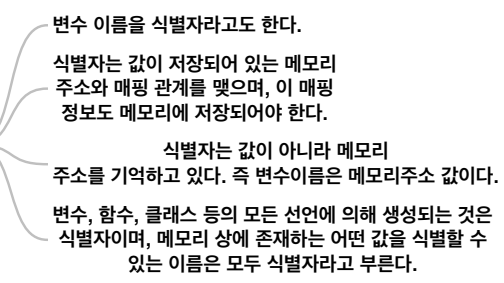 변수 이름을 식별자라고도 한다.
식별자는 값이 저장되어 있는 메모리
주소와 매핑 관계를 맺으며, 이 매핑
정보도 메모리에 저장되어야 한다.
식별자는 값이 아니라 메모리
주소를 기억하고 있다. 즉 변수이름은 메모리주소 값이다.
변수, 함수, 클래스 등의 모든 선언에 의해 생성되는 것은
식별자이며, 메모리 상에 존재하는 어떤 값을 식별할 수
있는 이름은 모두 식별자라고 부른다.